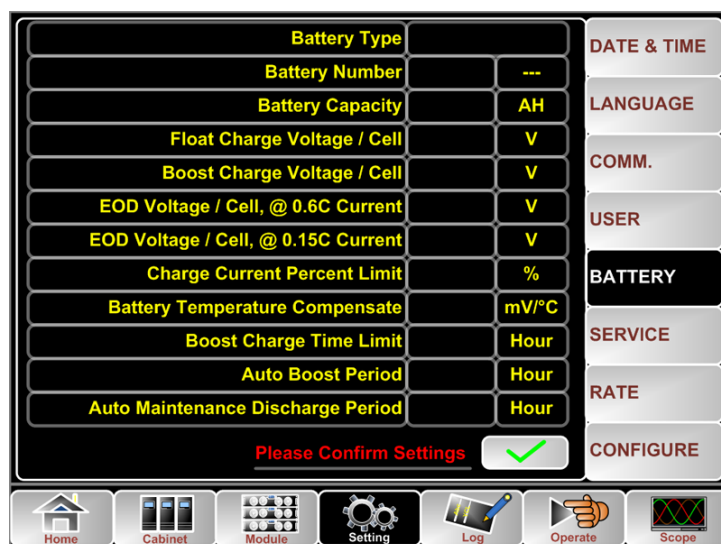 Battery Type
Battery Number ---
Battery Capacity AH
Float Charge Voltage / Cell V
Boost Charge Voltage / Cell V
EOD Voltage / Cell, @ 0.6C Current V
EOD Voltage / Cell, @ 0.15C Current V
Charge Current Percent Limit %
Battery Temperature Compensate mV/°C
Boost Charge Time Limit Hour
Auto Boost Period Hour
Auto Maintenance Discharge Period Hour
Please Confirm Settings
DATE & TIME
LANGUAGE
COMM.
USER
BATTERY
SERVICE
RATE
CONFIGURE
Home
Cabinet
Module
Setting
Log
Operate
Scope